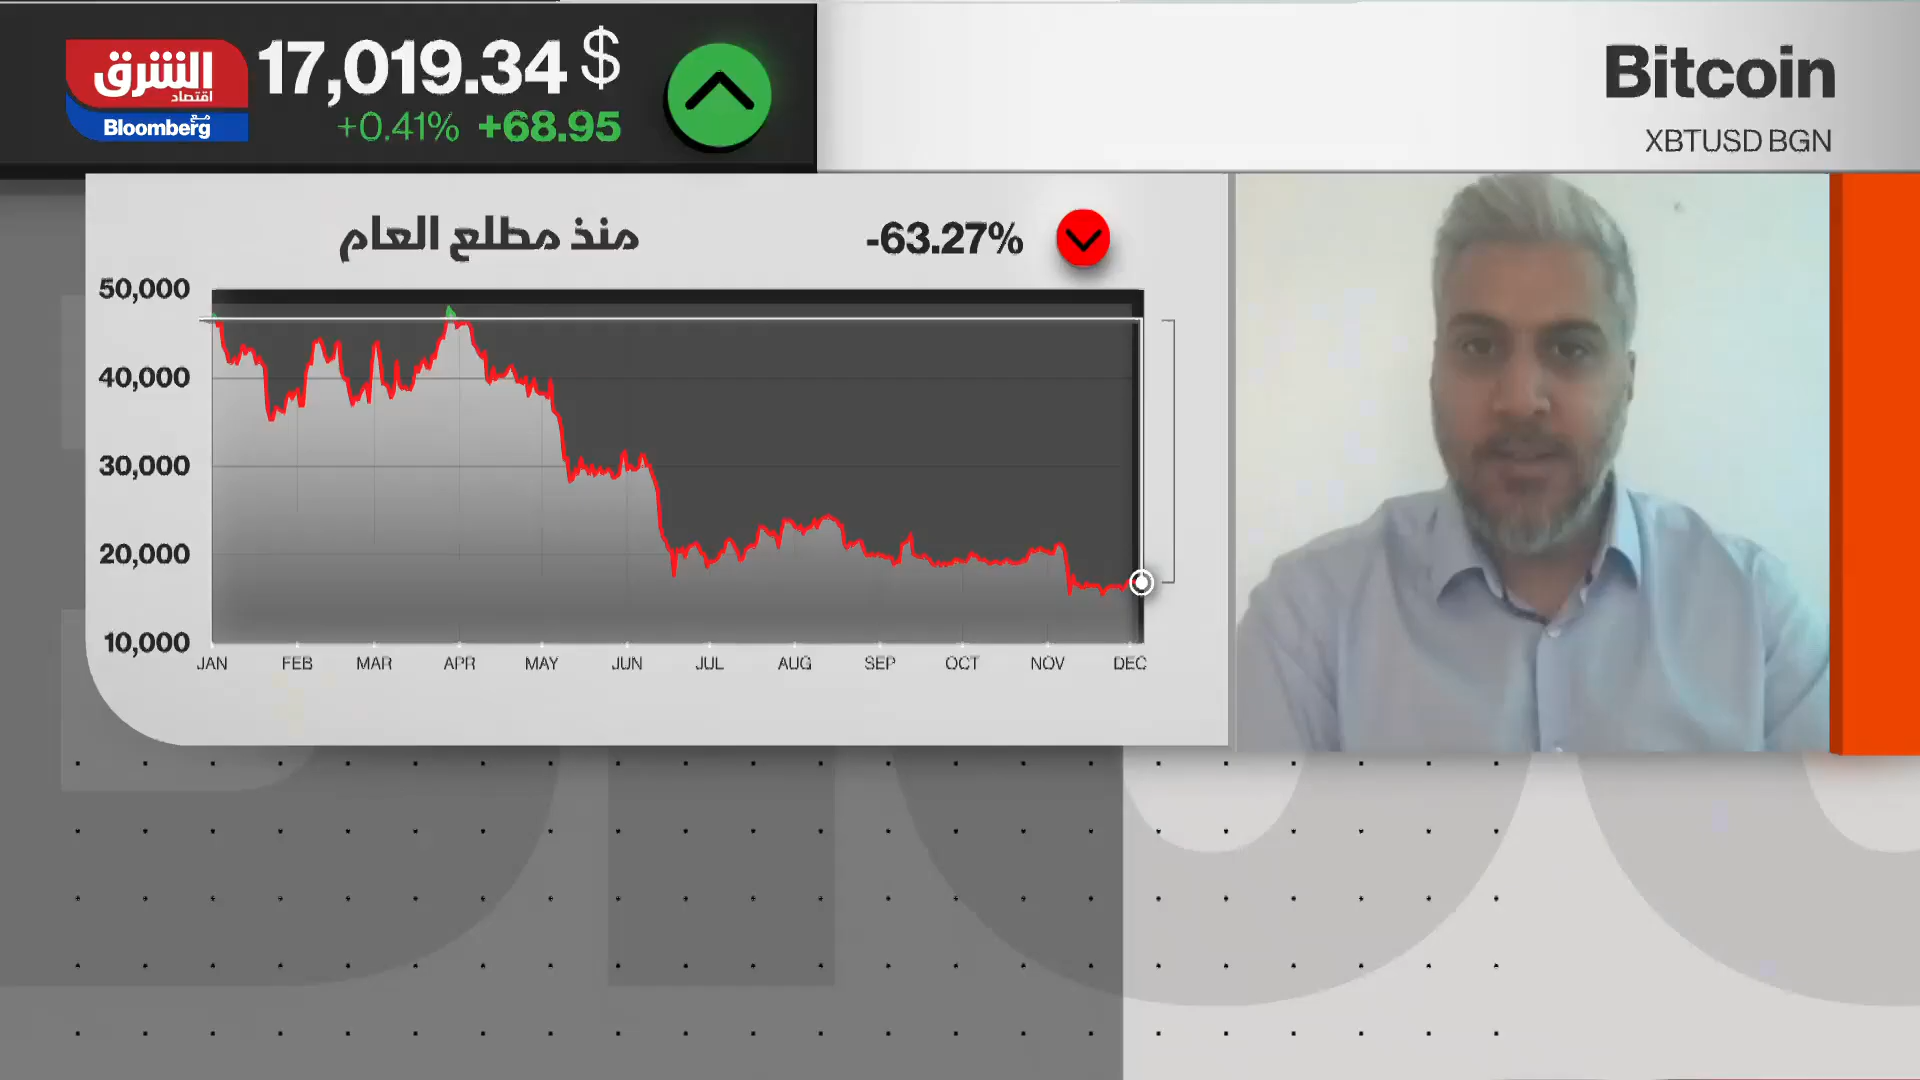 الشرق
اقتصاد
مع
Bloomberg
17,019.34 $
+0.41% +68.95
Bitcoin
XBTUSD BGN
منذ مطلع العام
-63.27%
50,000
40,000
30,000
20,000
10,000
JAN FEB MAR APR MAY JUN JUL AUG SEP OCT NOV DEC